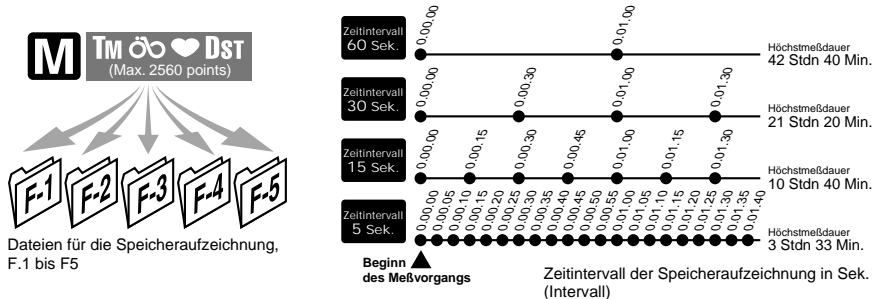 M TM DST
(Max. 2560 points)
F-1 F-2 F-3 F-4 F-5
Dateien für die Speicheraufzeichnung,
F.1 bis F5
Zeitintervall
60 Sek.
0.00.00 0.01.00
Höchstmeßdauer
42 Stdn 40 Min.
Zeitintervall
30 Sek.
0.00.00 0.00.30 0.01.00 0.01.30
Höchstmeßdauer
21 Stdn 20 Min.
Zeitintervall
15 Sek.
0.00.00 0.00.15 0.00.30 0.00.45 0.01.00 0.01.15 0.01.30
Höchstmeßdauer
10 Stdn 40 Min.
Zeitintervall
5 Sek.
0.00.00 0.00.05 0.00.10 0.00.15 0.00.20 0.00.25 0.00.30 0.00.35 0.00.40 0.00.45 0.00.50 0.00.55 0.01.00 0.01.05 0.01.10 0.01.15 0.01.20 0.01.25 0.01.30 0.01.35 0.01.40
Höchstmeßdauer
3 Stdn 33 Min.
Beginn
des Meßvorgangs
Zeitintervall der Speicheraufzeichnung in Sek.
(Intervall)